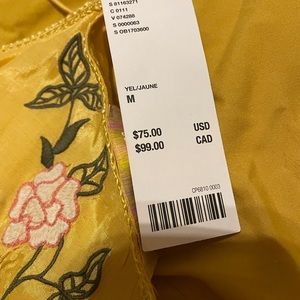 S 81163271
C 0111
V 074288
S 0000063
S OB1703600
YEL/JAUNE
M
$75.00 USD
$99.00 CAD
CP6810 0003